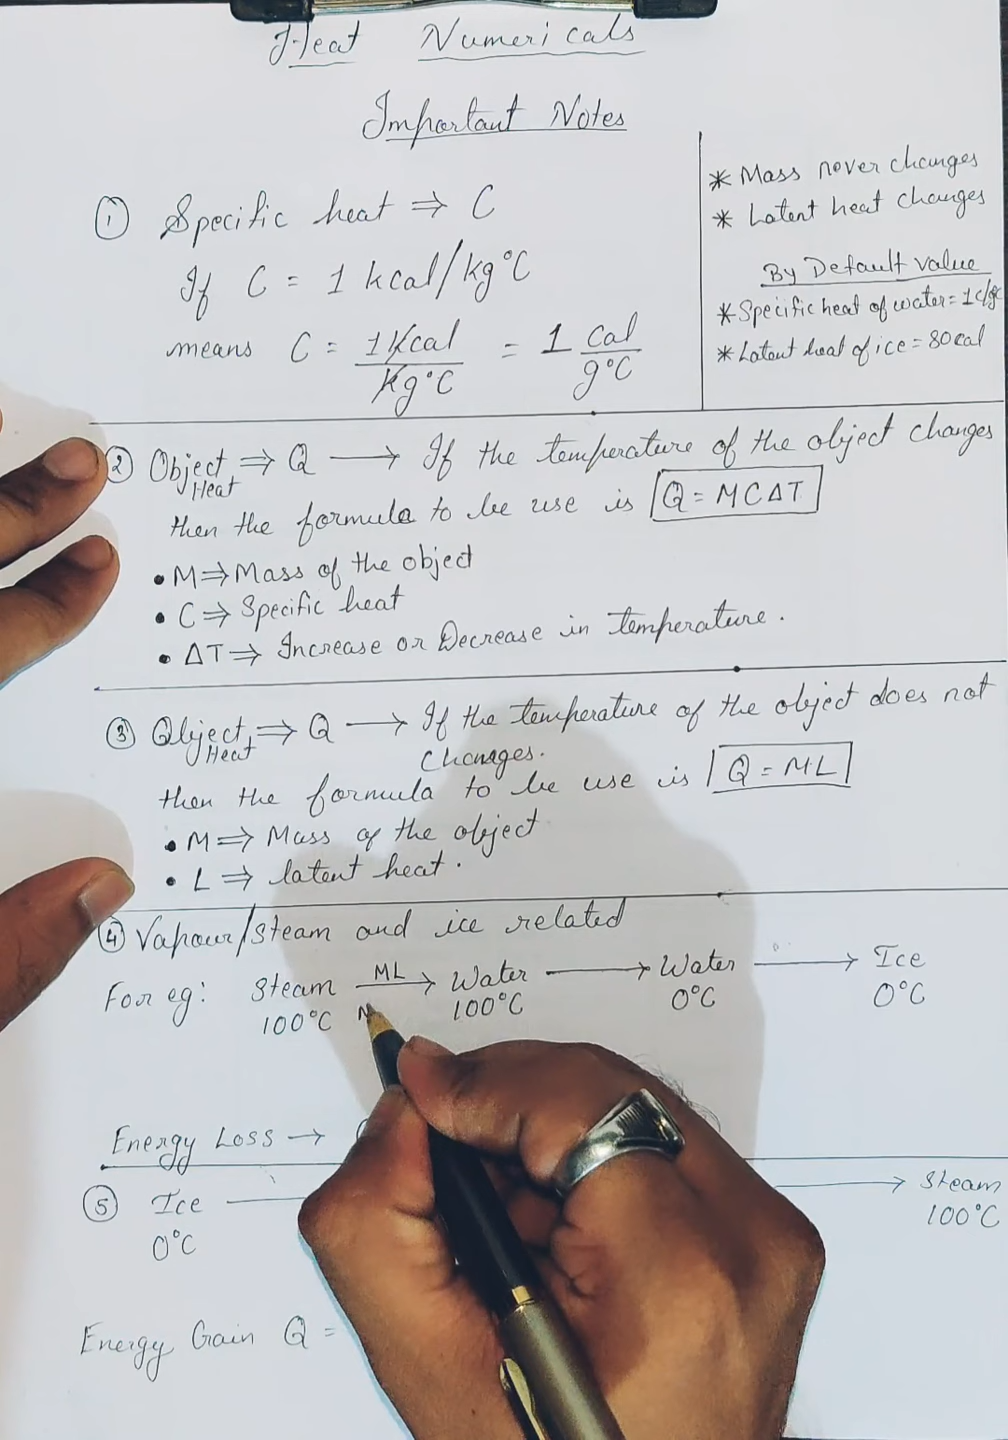 Heat Numericals
Important Notes
* Mass never changes
* Latent heat changes
By Default value
* Specific heat of water = 1 c/g°C
* Latent heat of ice = 80 cal
① Specific heat ⇒ C
If C = 1 kcal/kg°C
means C = 1 Kcal/Kg°C = 1 Cal/g°C
② Object Heat ⇒ Q → If the temperature of the object changes
then the formula to be use is Q = MCΔT
• M ⇒ Mass of the object
• C ⇒ Specific heat
• ΔT ⇒ Increase or Decrease in temperature.
③ Object Heat ⇒ Q → If the temperature of the object does not
changes.
then the formula to be use is Q = ML
• M ⇒ Mass of the object
• L ⇒ latent heat.
④ Vapour/Steam and ice related
For eg: Steam ML → Water → Water → Ice
100°C 100°C 0°C 0°C
Energy Loss →
⑤ Ice → Steam
0°C 100°C
Energy Gain Q =